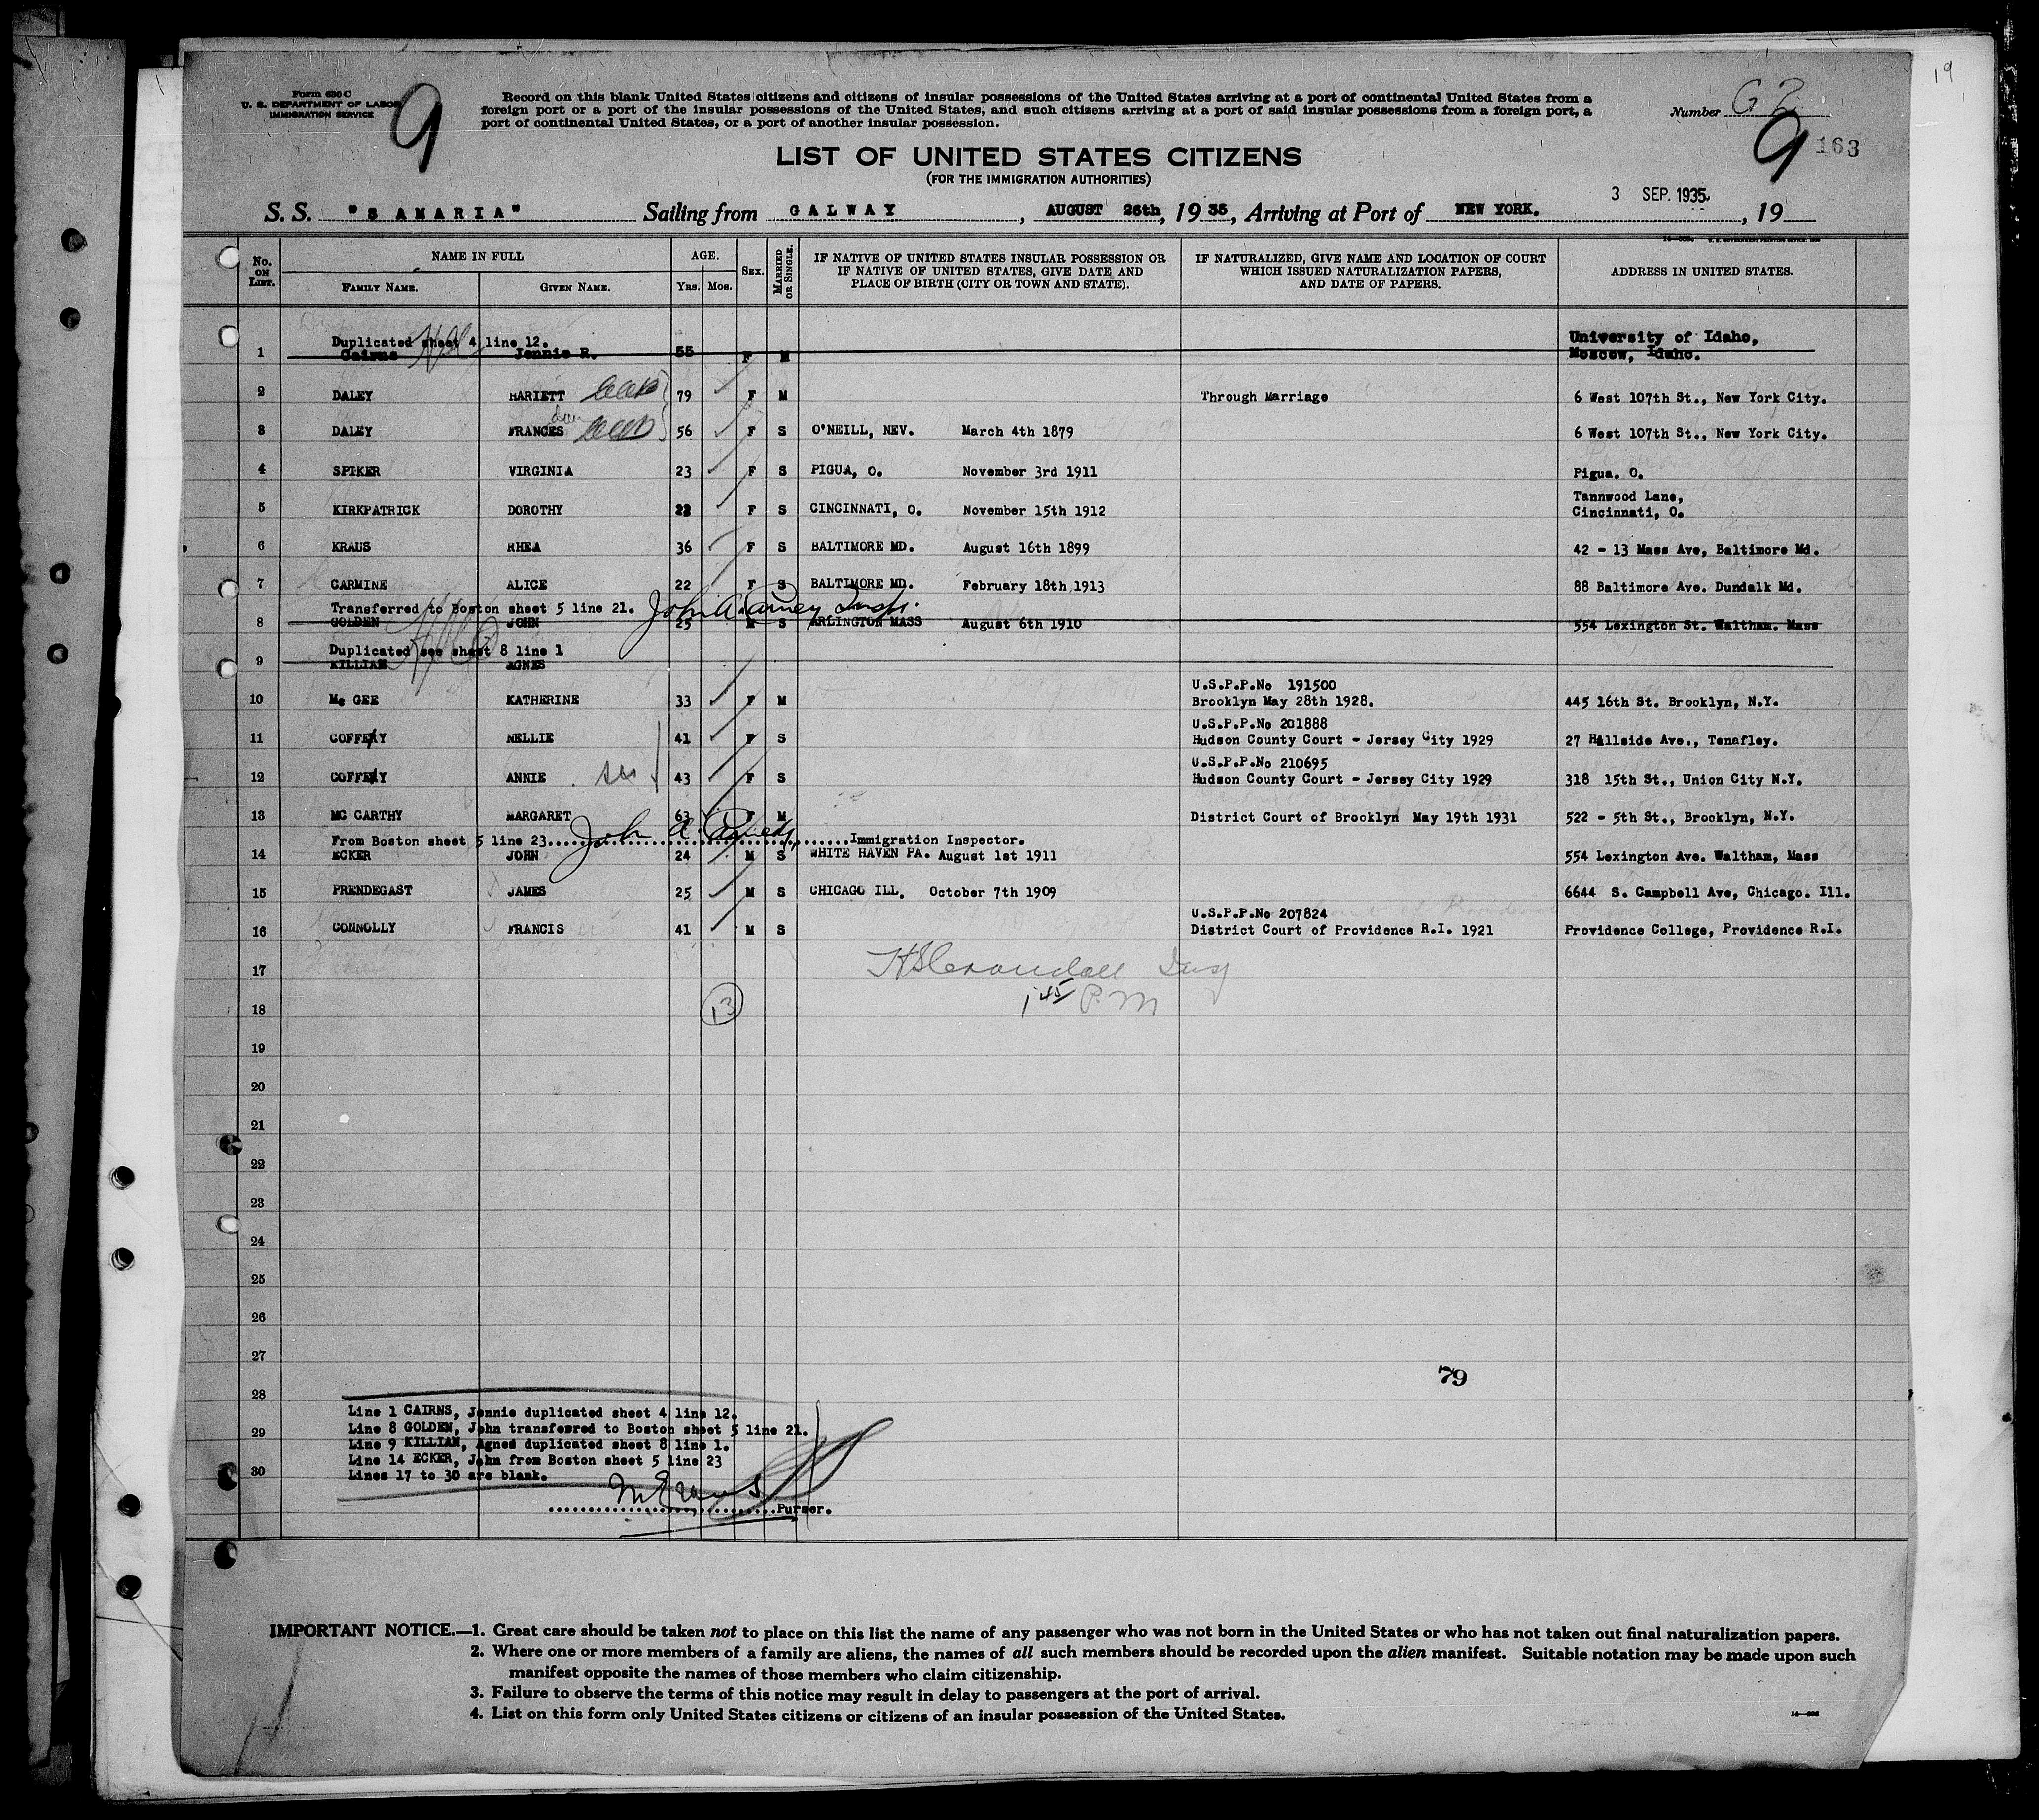 19
Form 630 C
U. S. DEPARTMENT OF LABOR
IMMIGRATION SERVICE
9
Record on this blank United States citizens and citizens of insular possessions of the United States arriving at a port of continental United States from a
foreign port or a port of the insular possessions of the United States, and such citizens arriving at a port of said insular possessions from a foreign port, a
port of continental United States, or a port of another insular possession.
Number G 2
9 163
LIST OF UNITED STATES CITIZENS
(FOR THE IMMIGRATION AUTHORITIES)
S. S. "SAMARIA" Sailing from GALWAY, AUGUST 26th, 1935, Arriving at Port of NEW YORK. 3 SEP. 1935, 19
No. ON LIST. NAME IN FULL FAMILY NAME. GIVEN NAME. AGE. YRS. MOS. SEX. MARRIED OR SINGLE. IF NATIVE OF UNITED STATES INSULAR POSSESSION OR IF NATIVE OF UNITED STATES, GIVE DATE AND PLACE OF BIRTH (CITY OR TOWN AND STATE). IF NATURALIZED, GIVE NAME AND LOCATION OF COURT WHICH ISSUED NATURALIZATION PAPERS, AND DATE OF PAPERS. ADDRESS IN UNITED STATES.
Duplicated sheet 4 line 12. University of Idaho,
1 Cairns Jennie R. 55 F M Moscow, Idaho.
2 DALEY HARIETT 79 F M Through Marriage 6 West 107th St., New York City.
3 DALEY FRANCES 56 F S O'NEILL, NEV. March 4th 1879 6 West 107th St., New York City.
4 SPIKER VIRGINIA 23 F S PIGUA, O. November 3rd 1911 Pigua. O.
Tannwood Lane,
5 KIRKPATRICK DOROTHY 22 F S CINCINNATI, O. November 15th 1912 Cincinnati, O.
6 KRAUS RHEA 36 F S BALTIMORE MD. August 16th 1899 42 - 13 Mass Ave, Baltimore Md.
7 CARMINE ALICE 22 F S BALTIMORE MD. February 18th 1913 88 Baltimore Ave. Dundalk Md.
Transferred to Boston sheet 5 line 21. John A. Carney Insp.
8 GOLDEN JOHN 25 M S ARLINGTON MASS August 6th 1910 554 Lexington St. Waltham. Mass
Duplicated see sheet 8 line 1
9 KILLIAN AGNES
U.S.P.P.No 191500
10 Mc GEE KATHERINE 33 F M Brooklyn May 28th 1928. 445 16th St. Brooklyn, N.Y.
U.S.P.P.No 201888
11 COFFEY NELLIE 41 F S Hudson County Court - Jersey City 1929 27 Hillside Ave., Tenafley.
U.S.P.P.No 210695
12 COFFEY ANNIE sis 43 F S Hudson County Court - Jersey City 1929 318 15th St., Union City N.Y.
13 MC CARTHY MARGARET 63 F M District Court of Brooklyn May 19th 1931 522 - 5th St., Brooklyn, N.Y.
From Boston sheet 5 line 23 John A. Carney, Immigration Inspector.
14 ECKER JOHN 24 M S WHITE HAVEN PA. August 1st 1911 554 Lexington Ave. Waltham, Mass
15 PRENDEGAST JAMES 25 M S CHICAGO ILL. October 7th 1909 6644 S. Campbell Ave, Chicago. Ill.
U.S.P.P.No 207824
16 CONNOLLY FRANCIS 41 M S District Court of Providence R.I. 1921 Providence College, Providence R.I.
17
1 45 P.M
18 13
19
20
21
22
23
24
25
26
27
79
28
Line 1 CAIRNS, Jennie duplicated sheet 4 line 12.
29 Line 8 GOLDEN, John transferred to Boston sheet 5 line 21.
Line 9 KILLIAN, Agnes duplicated sheet 8 line 1.
Line 14 ECKER, John from Boston sheet 5 line 23
30 Lines 17 to 30 are blank.
Purser.
IMPORTANT NOTICE.—1. Great care should be taken not to place on this list the name of any passenger who was not born in the United States or who has not taken out final naturalization papers.
2. Where one or more members of a family are aliens, the names of all such members should be recorded upon the alien manifest. Suitable notation may be made upon such
manifest opposite the names of those members who claim citizenship.
3. Failure to observe the terms of this notice may result in delay to passengers at the port of arrival.
4. List on this form only United States citizens or citizens of an insular possession of the United States.